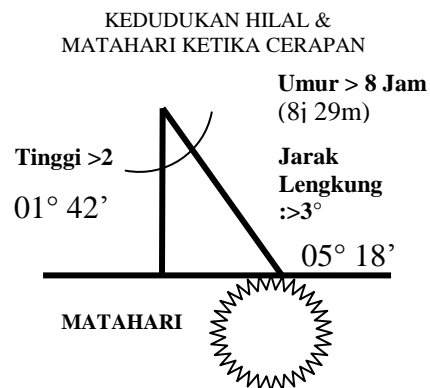 KEDUDUKAN HILAL &
MATAHARI KETIKA CERAPAN
Umur > 8 Jam
(8j 29m)
Tinggi >2
01° 42’
Jarak
Lengkung
:>3°
05° 18’
MATAHARI